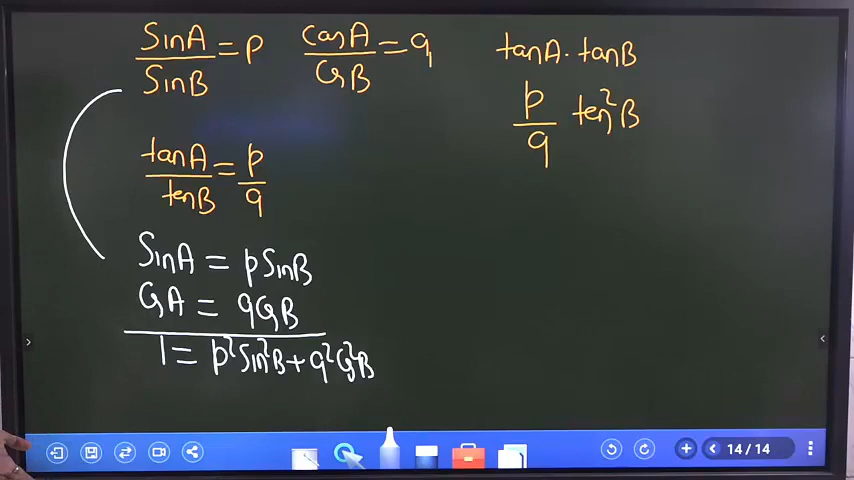 SinA/SinB = p   cosA/CosB = q   tanA · tanB
p/q tan²B
tanA/tanB = p/q
SinA = p SinB
CosA = q CosB
1 = p² Sin²B + q² Cos²B
14 / 14